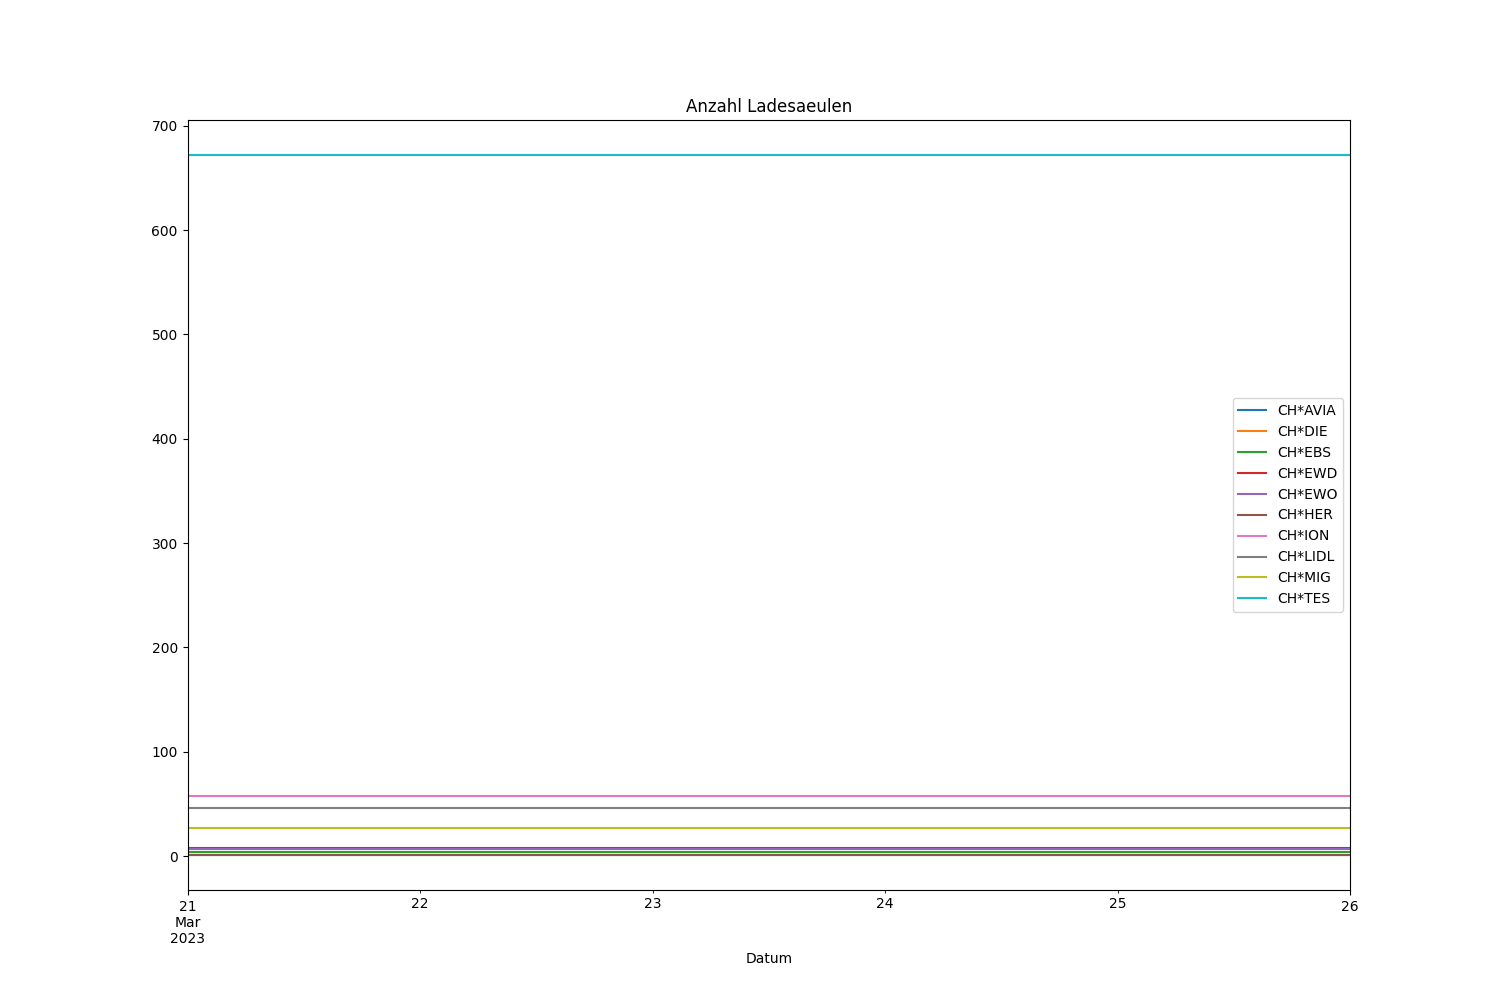 Anzahl Ladesaeulen
700
600
500
400
300
200
100
0
CH*AVIA
CH*DIE
CH*EBS
CH*EWD
CH*EWO
CH*HER
CH*ION
CH*LIDL
CH*MIG
CH*TES
21 22 23 24 25 26
Mar
2023
Datum